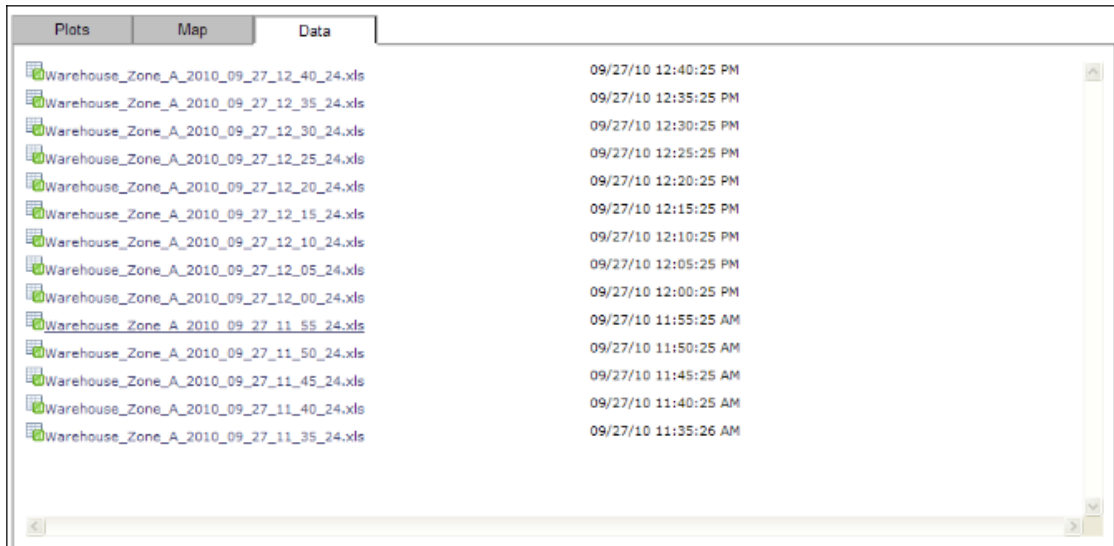 Plots Map Data
Warehouse_Zone_A_2010_09_27_12_40_24.xls 09/27/10 12:40:25 PM
Warehouse_Zone_A_2010_09_27_12_35_24.xls 09/27/10 12:35:25 PM
Warehouse_Zone_A_2010_09_27_12_30_24.xls 09/27/10 12:30:25 PM
Warehouse_Zone_A_2010_09_27_12_25_24.xls 09/27/10 12:25:25 PM
Warehouse_Zone_A_2010_09_27_12_20_24.xls 09/27/10 12:20:25 PM
Warehouse_Zone_A_2010_09_27_12_15_24.xls 09/27/10 12:15:25 PM
Warehouse_Zone_A_2010_09_27_12_10_24.xls 09/27/10 12:10:25 PM
Warehouse_Zone_A_2010_09_27_12_05_24.xls 09/27/10 12:05:25 PM
Warehouse_Zone_A_2010_09_27_12_00_24.xls 09/27/10 12:00:25 PM
Warehouse_Zone_A_2010_09_27_11_55_24.xls 09/27/10 11:55:25 AM
Warehouse_Zone_A_2010_09_27_11_50_24.xls 09/27/10 11:50:25 AM
Warehouse_Zone_A_2010_09_27_11_45_24.xls 09/27/10 11:45:25 AM
Warehouse_Zone_A_2010_09_27_11_40_24.xls 09/27/10 11:40:25 AM
Warehouse_Zone_A_2010_09_27_11_35_24.xls 09/27/10 11:35:26 AM